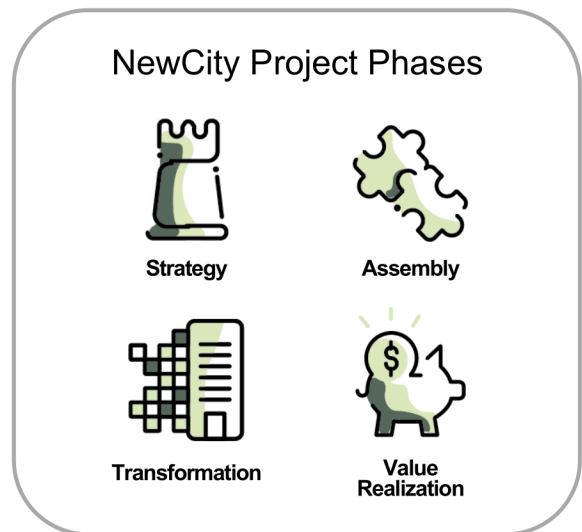 NewCity Project Phases
Strategy
Assembly
$
Transformation
Value
Realization